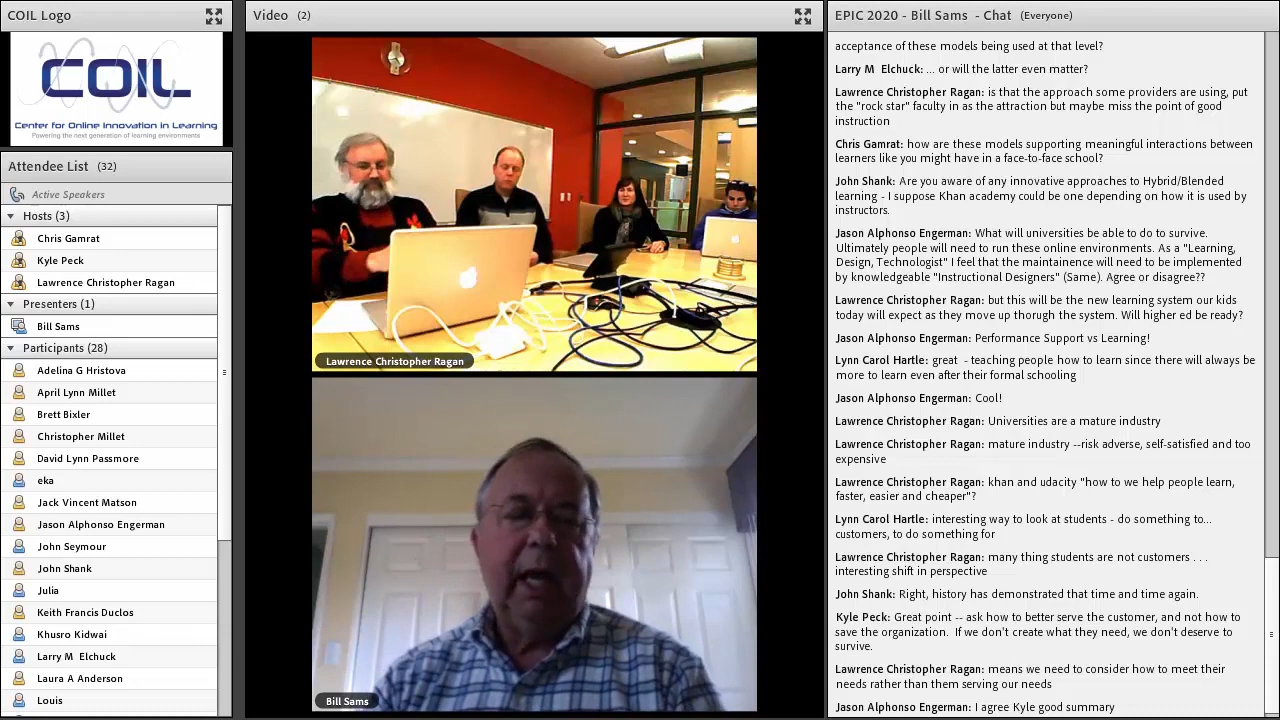 COIL Logo
COIL
Center for Online Innovation in Learning
Powering the next generation of learning environments
Attendee List (32)
Active Speakers
Hosts (3)
Chris Gamrat
Kyle Peck
Lawrence Christopher Ragan
Presenters (1)
Bill Sams
Participants (28)
Adelina G Hristova
April Lynn Millet
Brett Bixler
Christopher Millet
David Lynn Passmore
eka
Jack Vincent Matson
Jason Alphonso Engerman
John Seymour
John Shank
Julia
Keith Francis Duclos
Khusro Kidwai
Larry M Elchuck
Laura A Anderson
Louis
Video (2)
Lawrence Christopher Ragan
Bill Sams
EPIC 2020 - Bill Sams - Chat (Everyone)
acceptance of these models being used at that level?
Larry M Elchuck: ... or will the latter even matter?
Lawrence Christopher Ragan: is that the approach some providers are using, put
the "rock star" faculty in as the attraction but maybe miss the point of good
instruction
Chris Gamrat: how are these models supporting meaningful interactions between
learners like you might have in a face-to-face school?
John Shank: Are you aware of any innovative approaches to Hybrid/Blended
learning - I suppose Khan academy could be one depending on how it is used by
instructors.
Jason Alphonso Engerman: What will universities be able to do to survive.
Ultimately people will need to run these online environments. As a "Learning,
Design, Technologist" I feel that the maintainence will need to be implemented
by knowledgeable "Instructional Designers" (Same). Agree or disagree??
Lawrence Christopher Ragan: but this will be the new learning system our kids
today will expect as they move up thorugh the system. Will higher ed be ready?
Jason Alphonso Engerman: Performance Support vs Learning!
Lynn Carol Hartle: great - teaching the how to learn - there will always be
more to learn even after their formal schooling
Jason Alphonso Engerman: Cool!
Lawrence Christopher Ragan: Universities are a mature industry
Lawrence Christopher Ragan: mature industry --risk adverse, self-satisfied and too
expensive
Lawrence Christopher Ragan: khan and udacity "how to we help people learn,
faster, easier and cheaper"?
Lynn Carol Hartle: interesting way to look at students - do something to...
customers, to do something for
Lawrence Christopher Ragan: many thing students are not customers . . .
interesting shift in perspective
John Shank: Right, history has demonstrated that time and time again.
Kyle Peck: Great point -- ask how to better serve the customer, and not how to
save the organization. If we don't create what they need, we don't deserve to
survive.
Lawrence Christopher Ragan: means we need to consider how to meet their
needs rather than them serving our needs
Jason Alphonso Engerman: I agree Kyle good summary